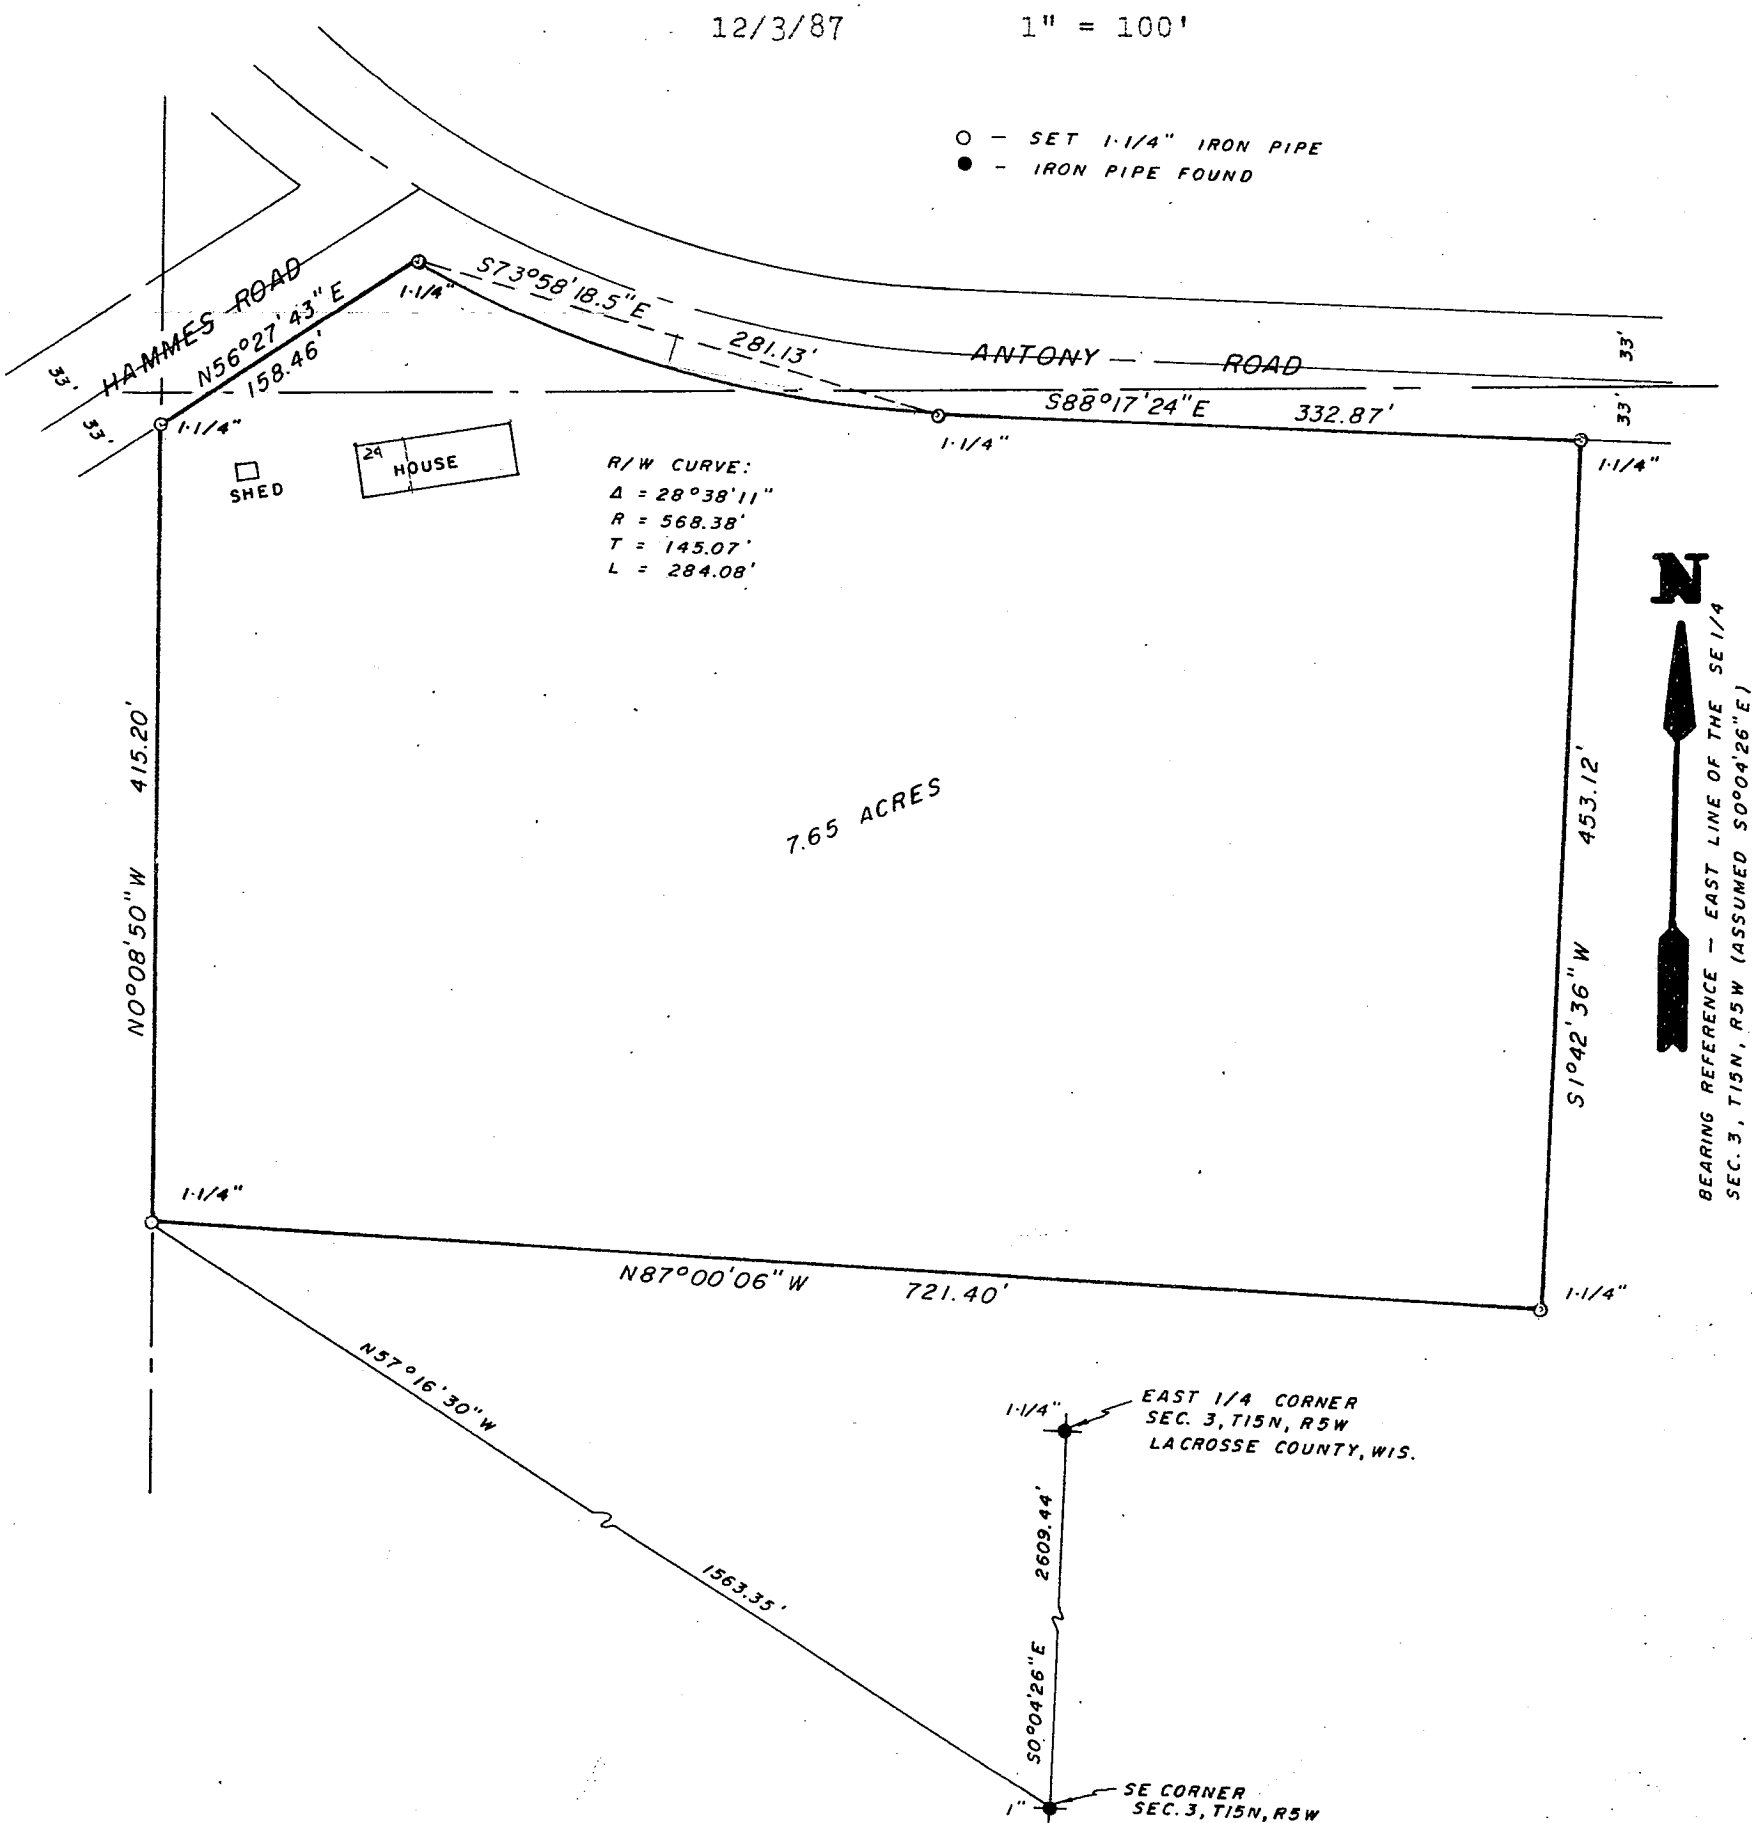 12/3/87 1" = 100'
O - SET 1-1/4" IRON PIPE
● - IRON PIPE FOUND
HAMMES ROAD
N56°27'43"E
158.46'
33'
33'
1-1/4"
S73°58'18.5"E
281.13'
ANTONY ROAD
33'
33'
S88°17'24"E 332.87'
1-1/4"
1-1/4"
1-1/4"
SHED
24
HOUSE
R/W CURVE:
Δ = 28°38'11"
R = 568.38'
T = 145.07'
L = 284.08'
N
BEARING REFERENCE - EAST LINE OF THE SE 1/4
SEC. 3, T15N, R5W (ASSUMED S0°04'26"E)
N0°08'50"W 415.20'
7.65 ACRES
S1°42'36"W 453.12'
1-1/4"
N87°00'06"W 721.40'
1-1/4"
N57°16'30"W
1563.35'
1-1/4"
EAST 1/4 CORNER
SEC. 3, T15N, R5W
LACROSSE COUNTY, WIS.
S0°04'26"E 2609.44'
1"
SE CORNER
SEC. 3, T15N, R5W